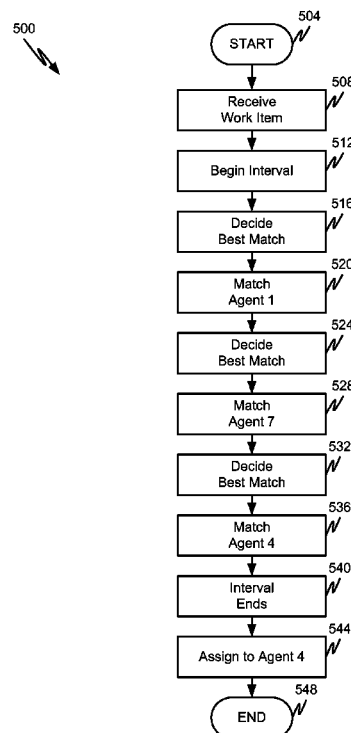 500
504
START
508
Receive
Work Item
512
Begin Interval
516
Decide
Best Match
520
Match
Agent 1
524
Decide
Best Match
528
Match
Agent 7
532
Decide
Best Match
536
Match
Agent 4
540
Interval
Ends
544
Assign to Agent 4
548
END